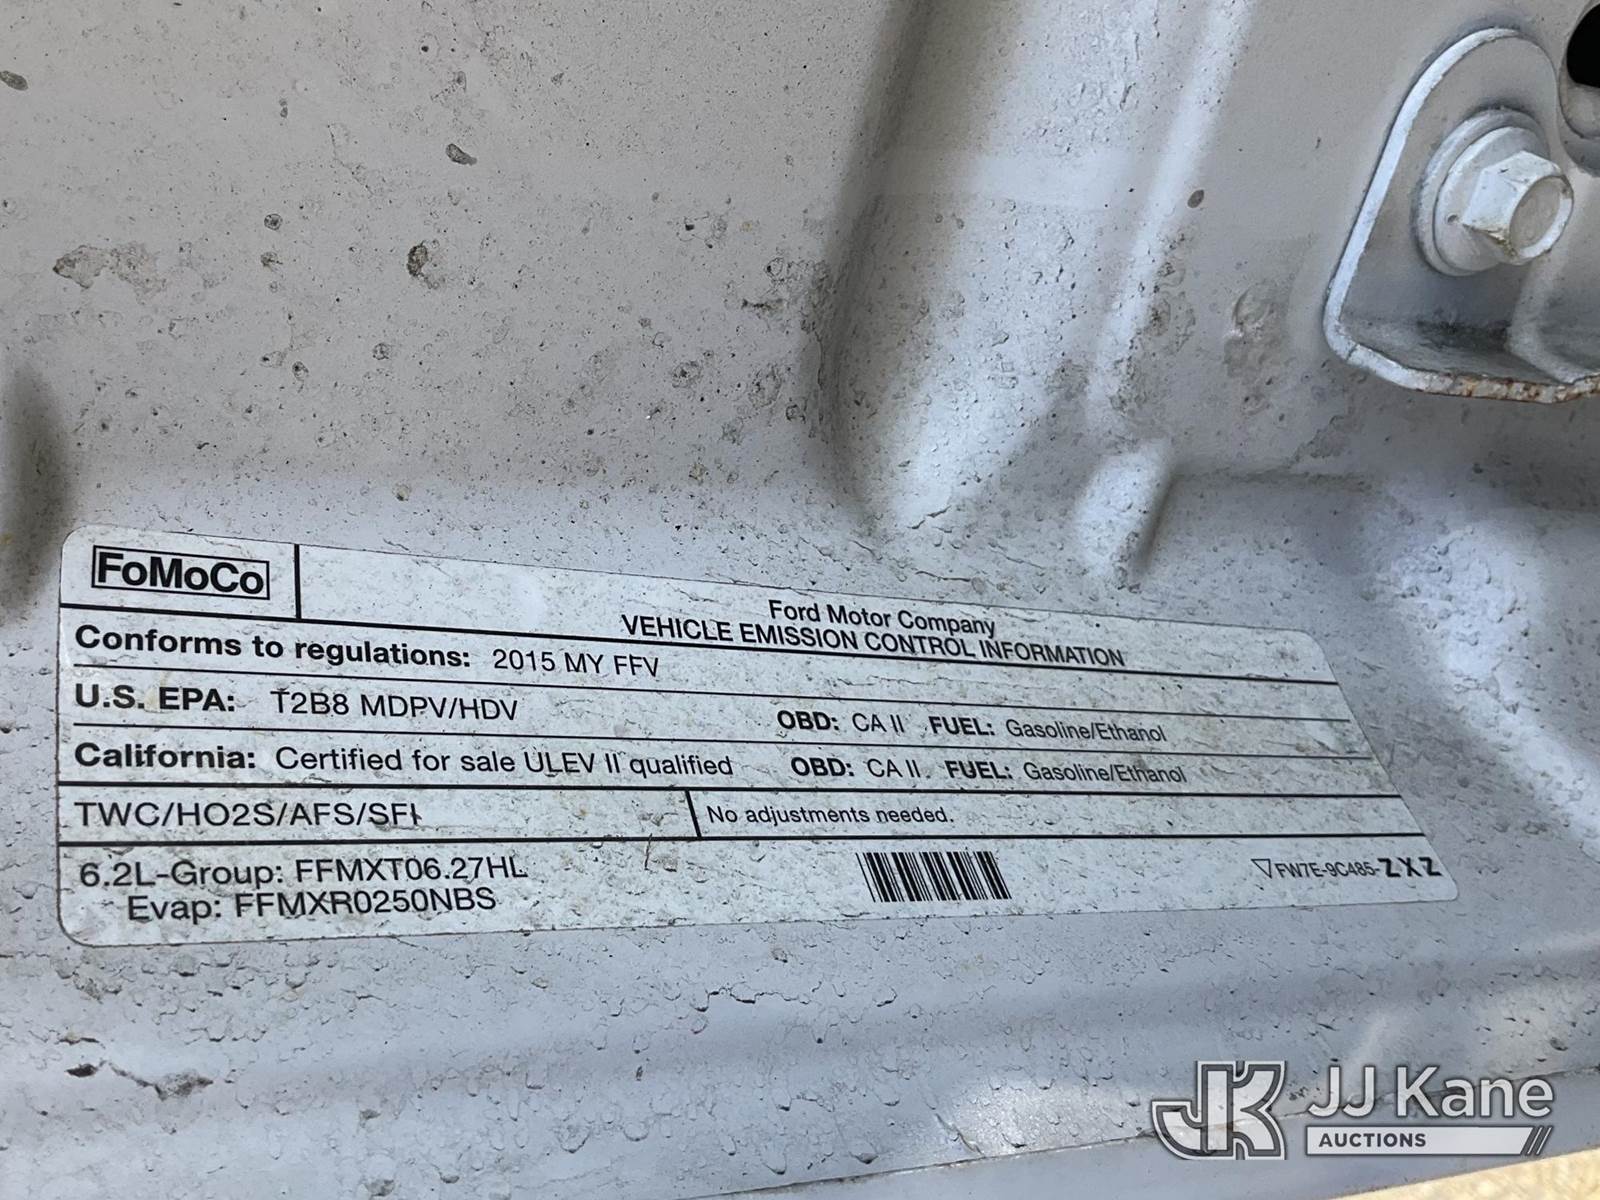 FoMoCo
Ford Motor Company
VEHICLE EMISSION CONTROL INFORMATION
Conforms to regulations: 2015 MY FFV
U.S. EPA: T2B8 MDPV/HDV OBD: CA II FUEL: Gasoline/Ethanol
California: Certified for sale ULEV II qualified OBD: CA II FUEL: Gasoline/Ethanol
TWC/HO2S/AFS/SFI No adjustments needed.
6.2L-Group: FFMXT06.27HL
Evap: FFMXR0250NBS
FW7E-9C485-ZXZ
JJ Kane
AUCTIONS